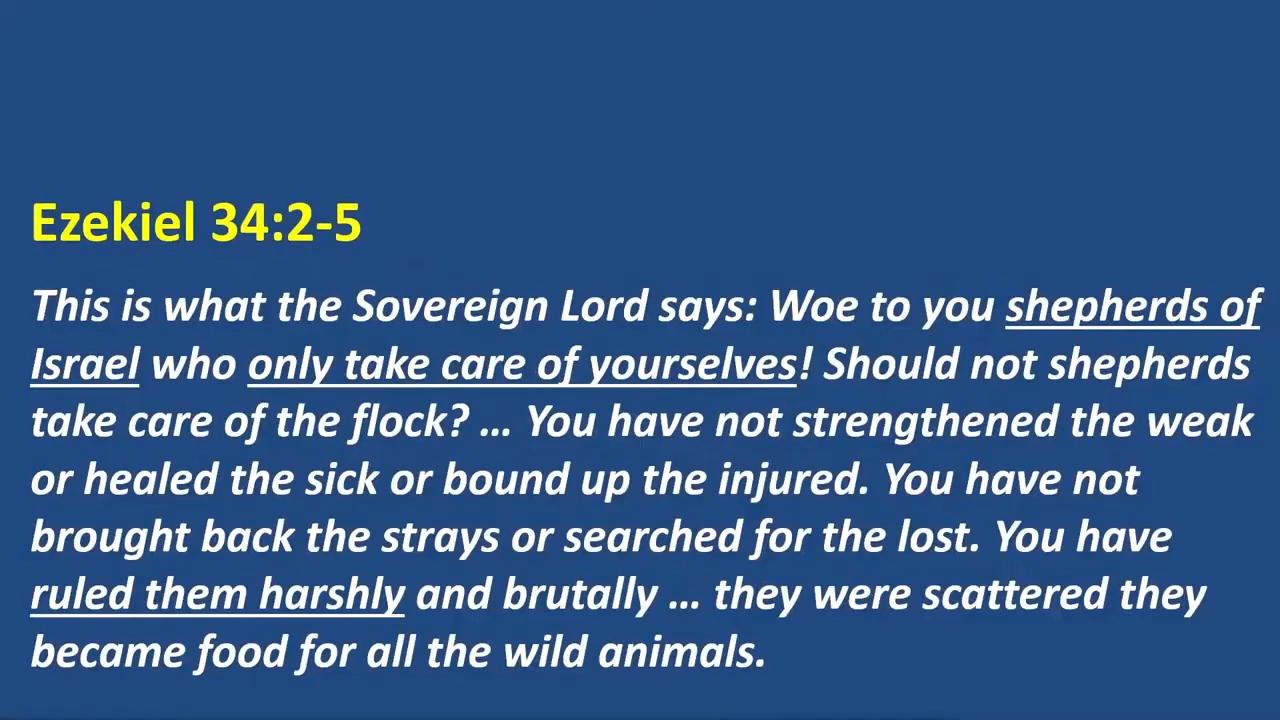 Ezekiel 34:2-5
This is what the Sovereign Lord says: Woe to you shepherds of
Israel who only take care of yourselves! Should not shepherds
take care of the flock? … You have not strengthened the weak
or healed the sick or bound up the injured. You have not
brought back the strays or searched for the lost. You have
ruled them harshly and brutally … they were scattered they
became food for all the wild animals.